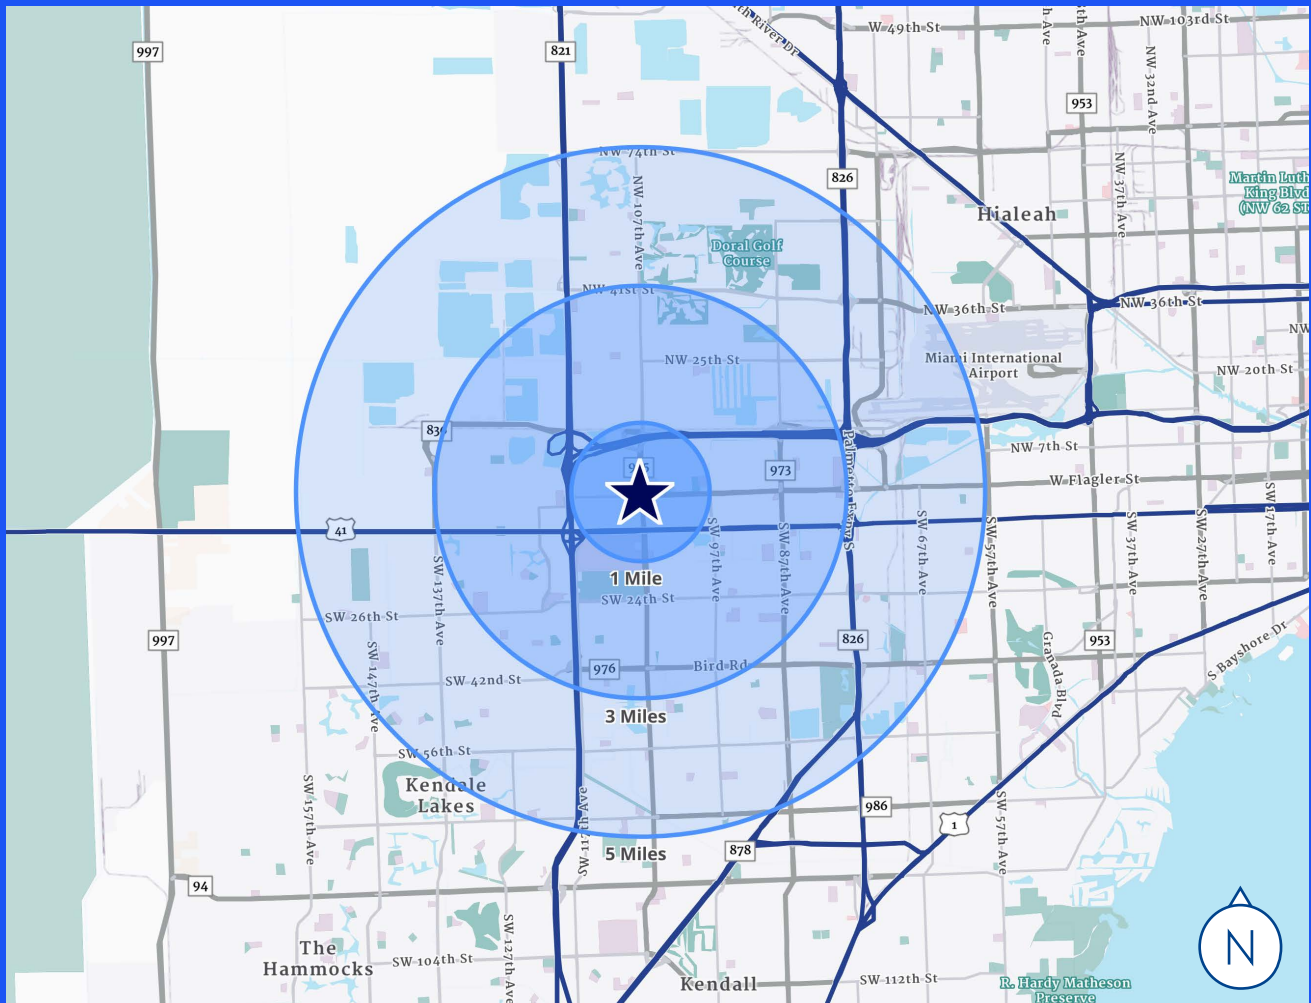 997
821
W 49th St
NW 103rd St
953
NW 32nd Ave
NW 74th St
826
NW 37th Ave
NW 107th Ave
Hialeah
Martin Luth
King Blvd
(NW 62 ST
Doral Golf
Course
NW 41st St
NW 36th St
NW 36th St
NW
NW 25th St
Miami International
Airport
NW 20th St
836
NW 7th St
973
W Flagler St
41
Palmetto Expy S
SW 97th Ave
SW 87th Ave
SW 67th Ave
SW 57th Ave
SW 37th Ave
SW 27th Ave
SW 17th Ave
SW 137th Ave
1 Mile
SW 24th St
SW 26th St
997
826
953
SW 147th Ave
976
Bird Rd
SW 42nd St
Granada Blvd
S Bayshore Dr
3 Miles
SW 56th St
Kendale
Lakes
SW 157th Ave
SW 117th Ave
986
1
SW 57th Ave
878
5 Miles
94
SW 127th Ave
The
Hammocks
SW 104th St
Kendall
SW 112th St
R. Hardy Matheson
Preserve
N